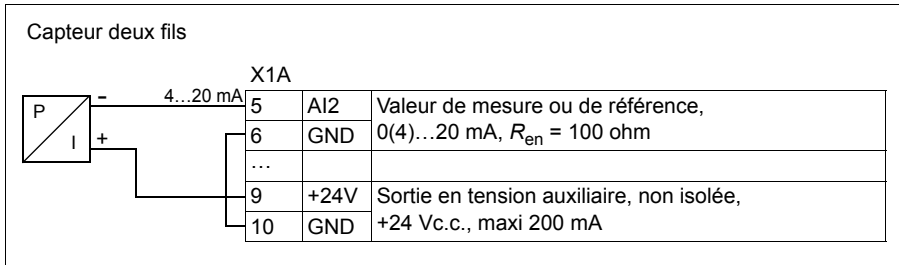 Capteur deux fils
X1A
P
I
-
+
4…20 mA
5 AI2 Valeur de mesure ou de référence,
6 GND 0(4)…20 mA, Ren = 100 ohm
…
9 +24V Sortie en tension auxiliaire, non isolée,
10 GND +24 Vc.c., maxi 200 mA